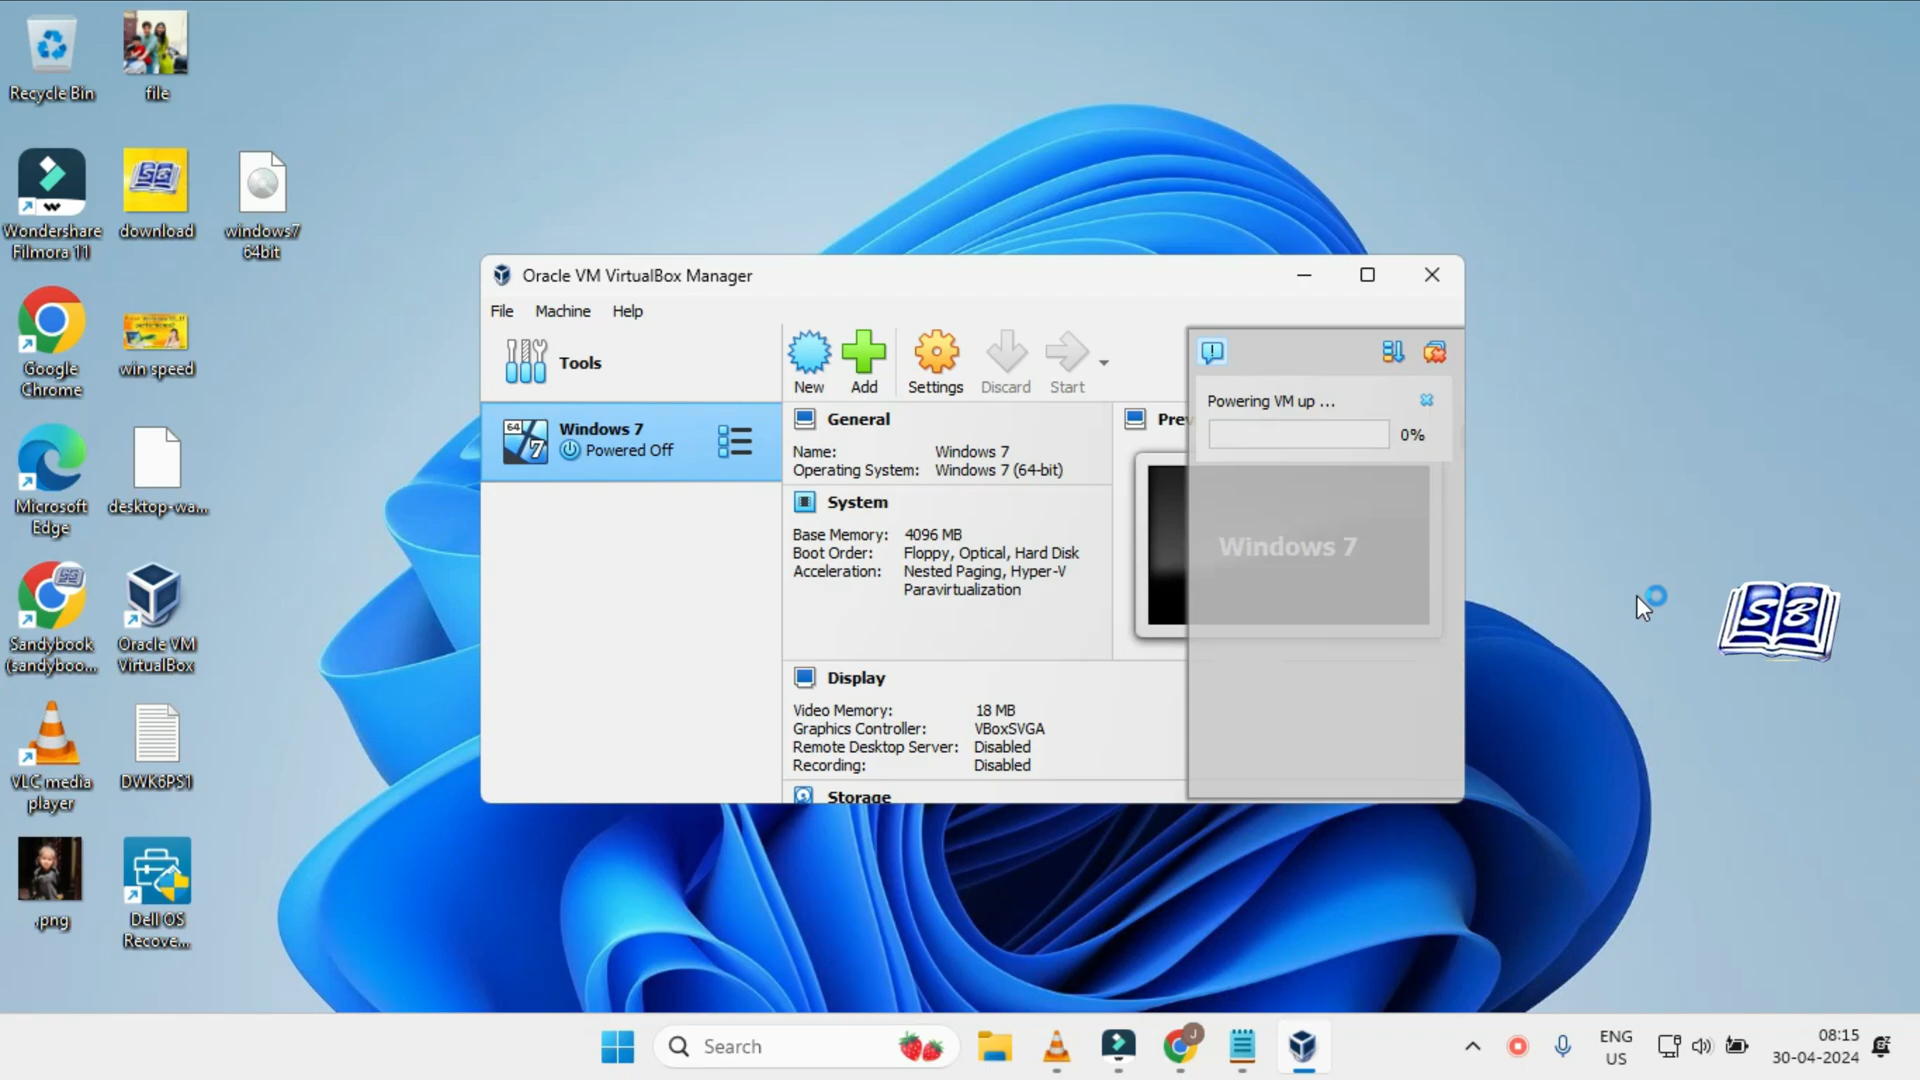 Recycle Bin
file
Wondershare
Filmora 11
download
windows7
64bit
Google
Chrome
win speed
Microsoft
Edge
desktop-wa...
Sandybook
(sandyboo...
Oracle VM
VirtualBox
VLC media
player
DWK6PS1
.png
Dell OS
Recove...
Oracle VM VirtualBox Manager
File Machine Help
Tools
New
Add
Settings
Discard
Start
64
7
Windows 7
Powered Off
General
Name: Windows 7
Operating System: Windows 7 (64-bit)
System
Base Memory: 4096 MB
Boot Order: Floppy, Optical, Hard Disk
Acceleration: Nested Paging, Hyper-V
Paravirtualization
Display
Video Memory: 18 MB
Graphics Controller: VBoxSVGA
Remote Desktop Server: Disabled
Recording: Disabled
Storage
Prev
Windows 7
Powering VM up ...
0%
SB
Search
J
ENG
US
08:15
30-04-2024